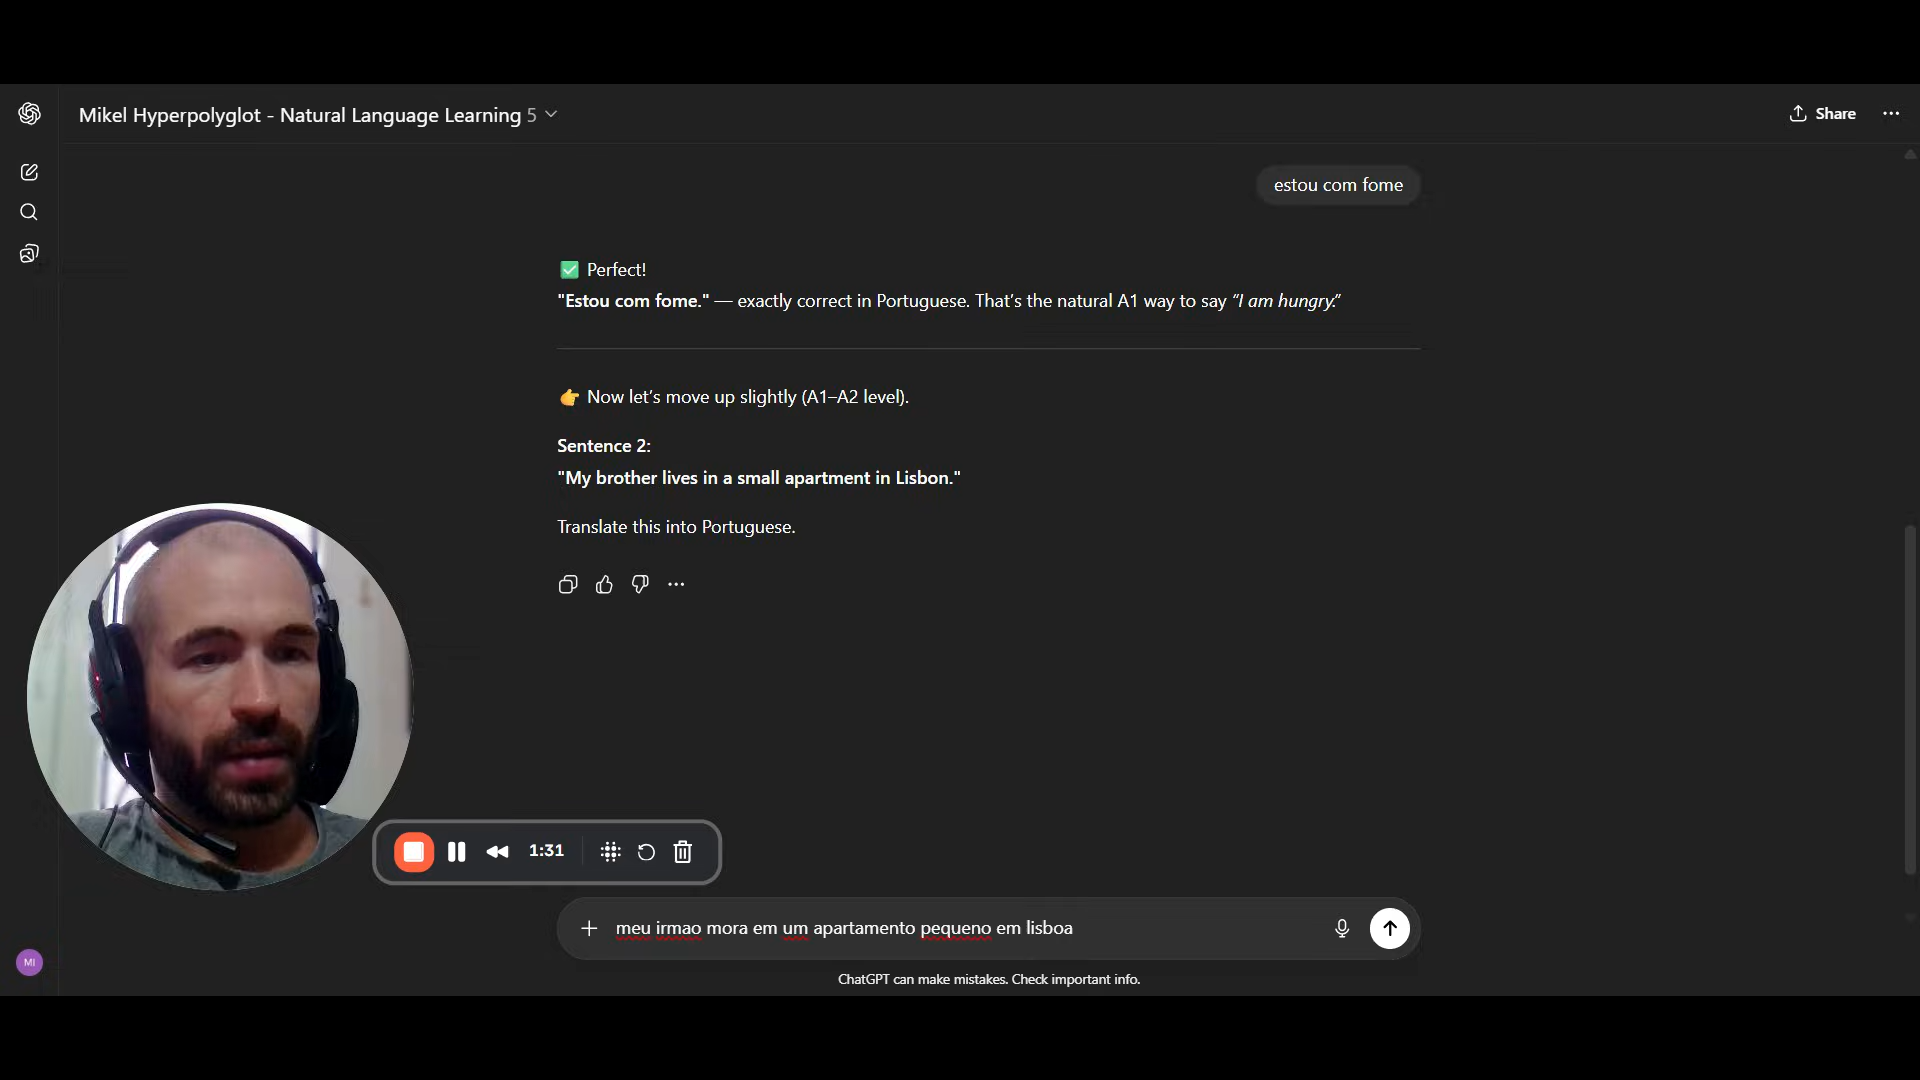 Mikel Hyperpolyglot - Natural Language Learning 5
Share
estou com fome
✅ Perfect!
"Estou com fome." — exactly correct in Portuguese. That's the natural A1 way to say “I am hungry.”
👉 Now let's move up slightly (A1–A2 level).
Sentence 2:
"My brother lives in a small apartment in Lisbon."
Translate this into Portuguese.
1:31
meu irmao mora em um apartamento pequeno em lisboa
MI
ChatGPT can make mistakes. Check important info.